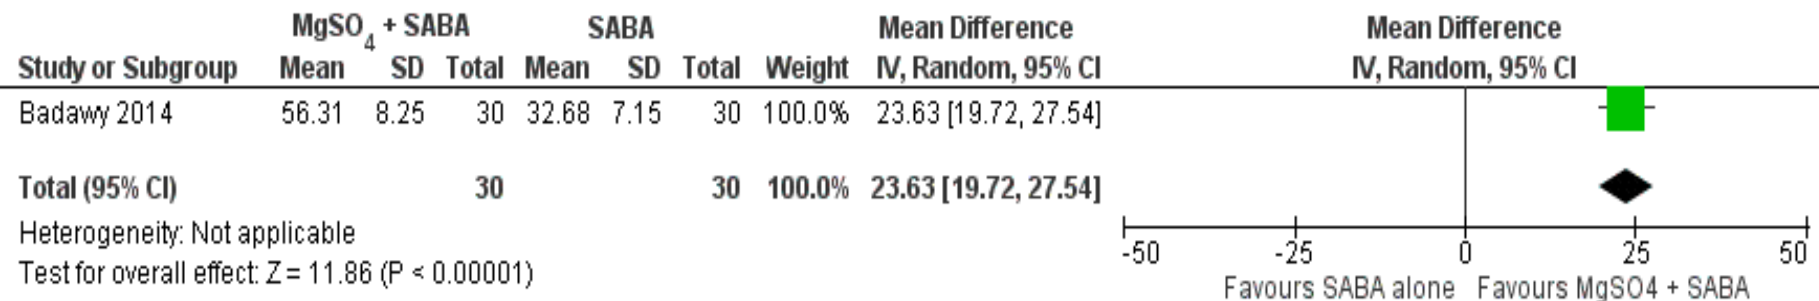 MgSO4 + SABA SABA Mean Difference Mean Difference
Study or Subgroup Mean SD Total Mean SD Total Weight IV, Random, 95% CI IV, Random, 95% CI
Badawy 2014 56.31 8.25 30 32.68 7.15 30 100.0% 23.63 [19.72, 27.54]
Total (95% CI) 30 30 100.0% 23.63 [19.72, 27.54]
Heterogeneity: Not applicable
Test for overall effect: Z = 11.86 (P < 0.00001)
-50 -25 0 25 50
Favours SABA alone Favours MgSO4 + SABA